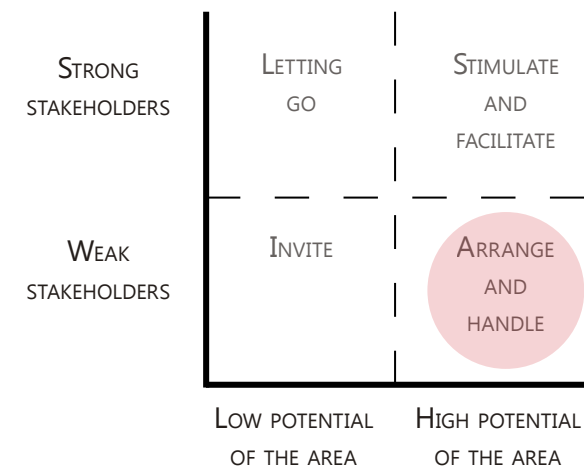 Strong
stakeholders
Letting
go
Stimulate
and
facilitate
Weak
stakeholders
Invite
Arrange
and
handle
Low potential
of the area
High potential
of the area